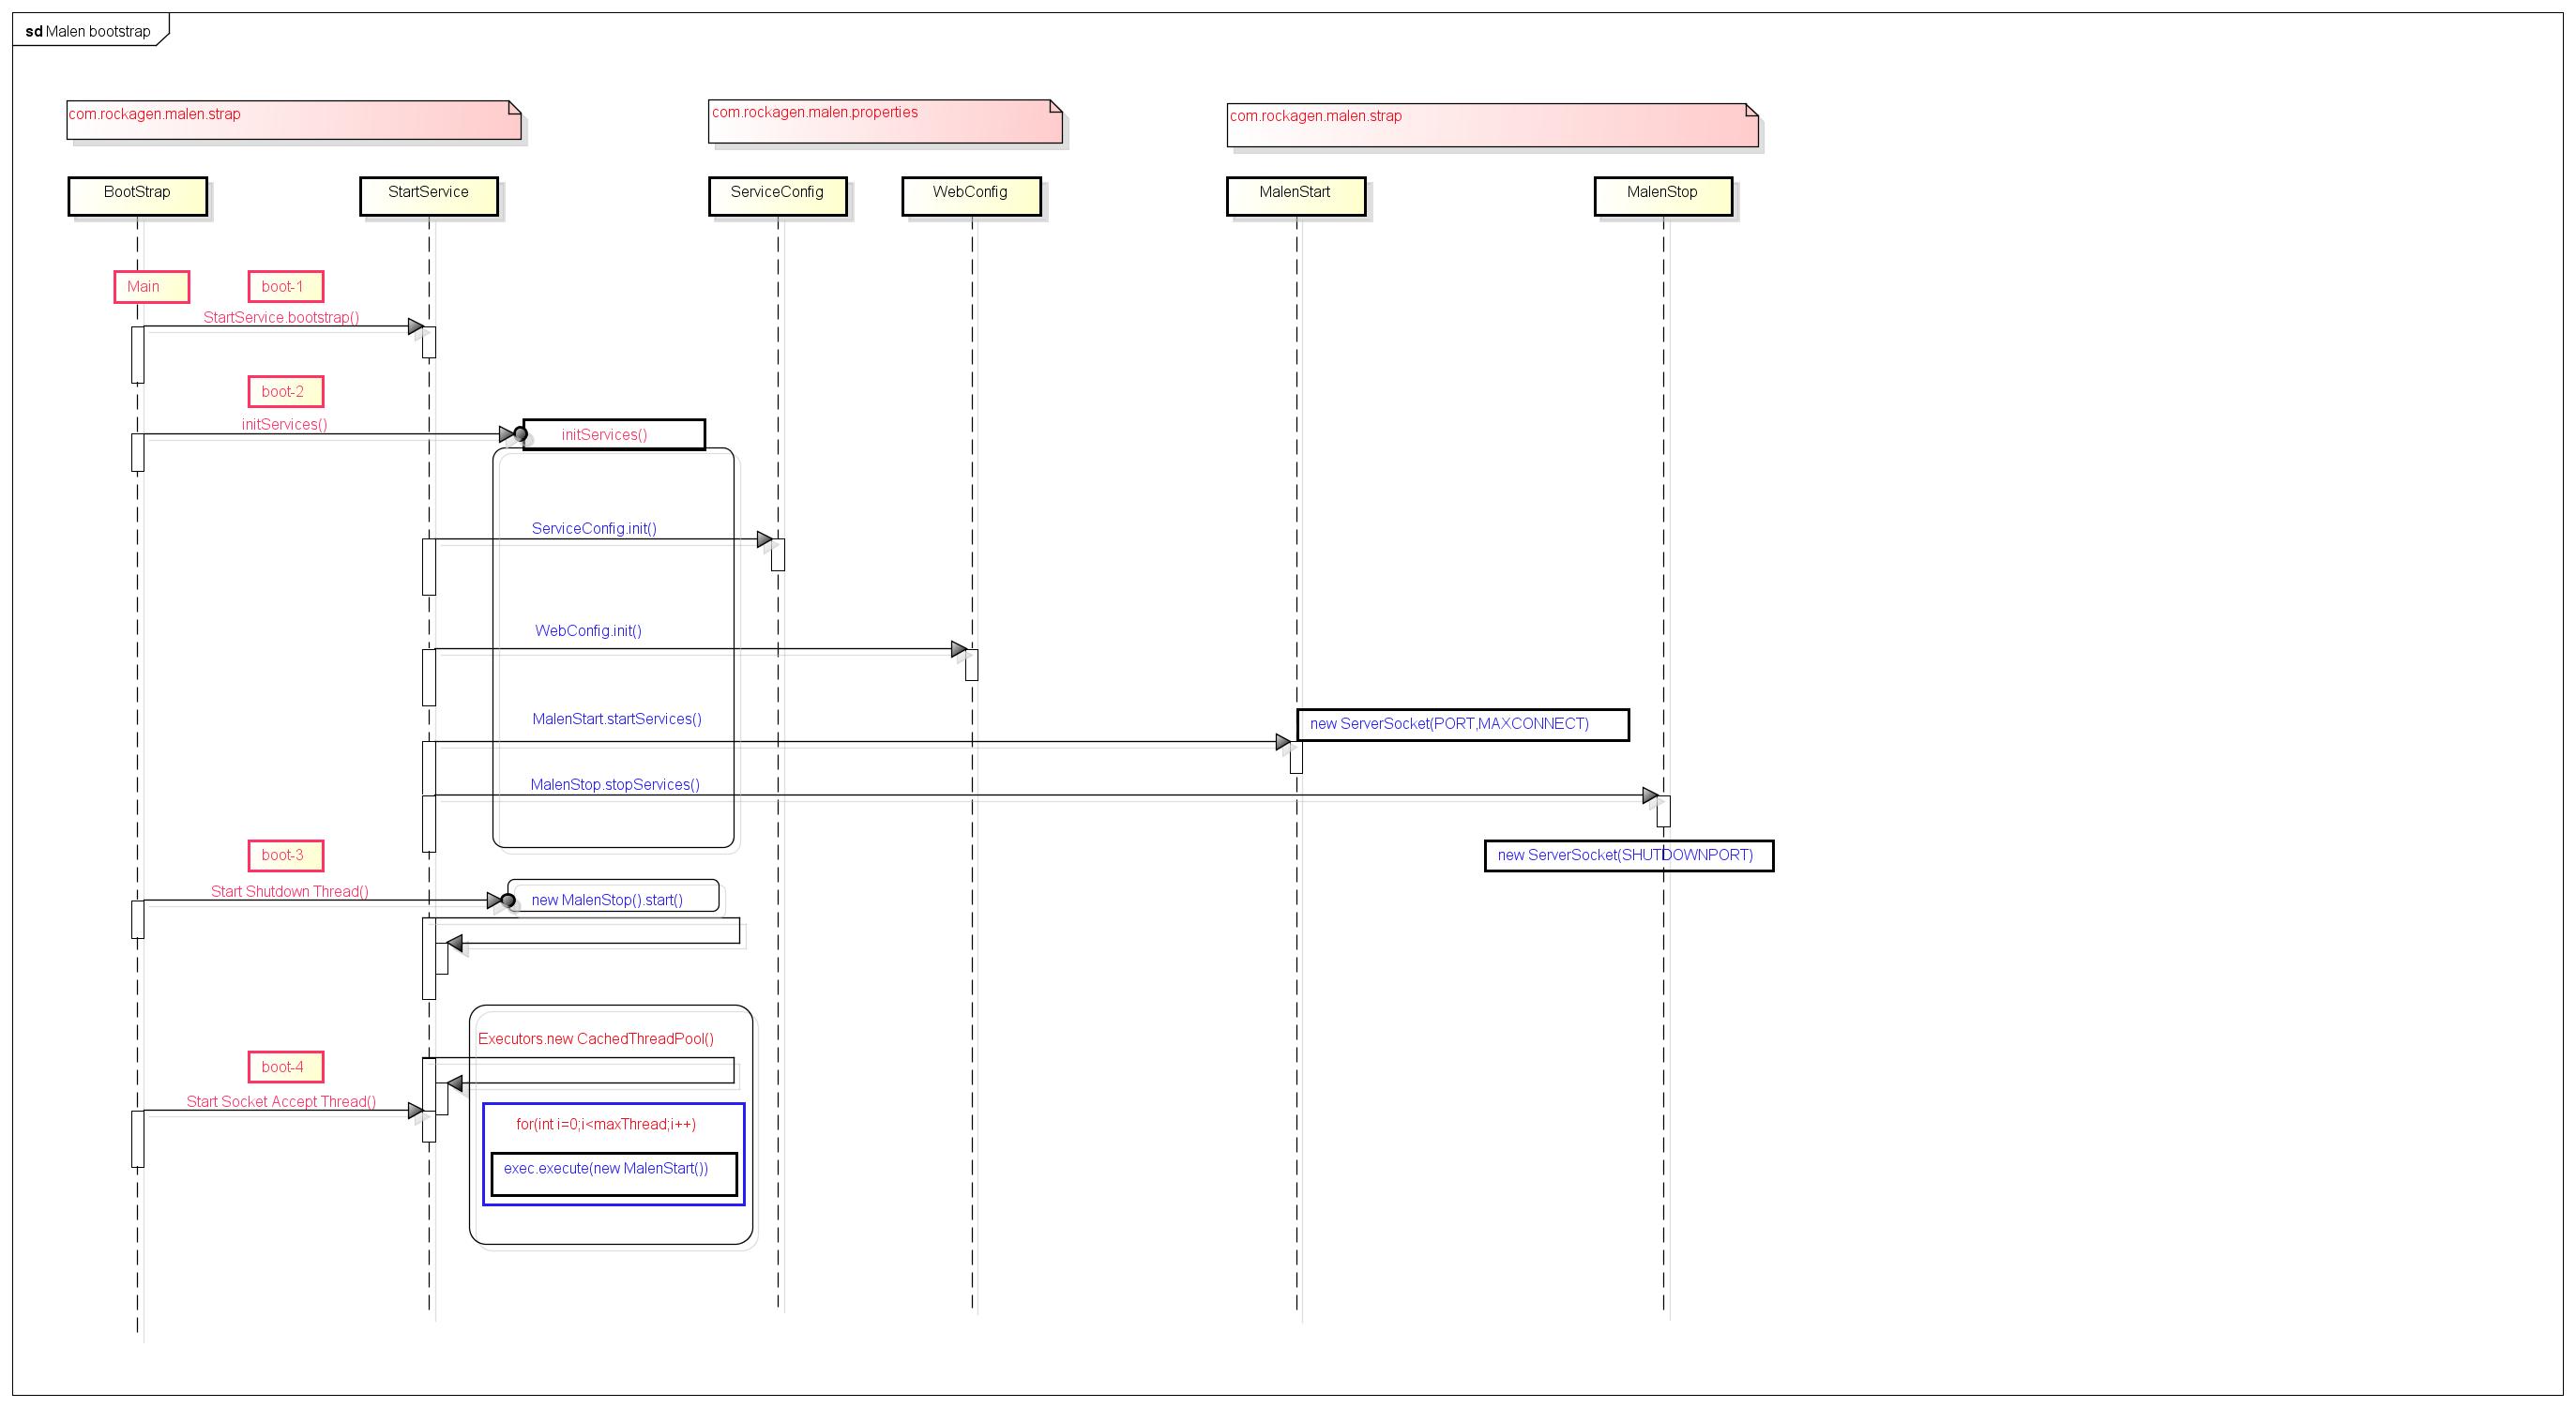 sd Malen bootstrap
com.rockagen.malen.strap
com.rockagen.malen.properties
com.rockagen.malen.strap
BootStrap
StartService
ServiceConfig
WebConfig
MalenStart
MalenStop
Main
boot-1
StartService.bootstrap()
boot-2
initServices()
initServices()
ServiceConfig.init()
WebConfig.init()
MalenStart.startServices()
new ServerSocket(PORT,MAXCONNECT)
MalenStop.stopServices()
boot-3
new ServerSocket(SHUTDOWNPORT)
Start Shutdown Thread()
new MalenStop().start()
Executors.new CachedThreadPool()
boot-4
Start Socket Accept Thread()
for(int i=0;i<maxThread;i++)
exec.execute(new MalenStart())